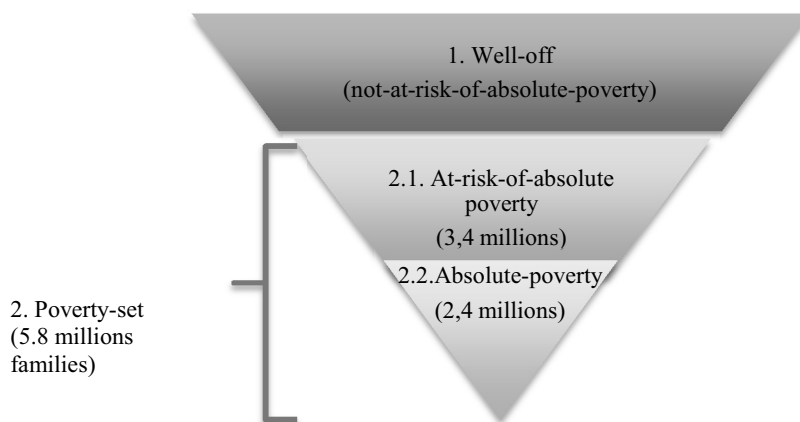 1. Well-off
(not-at-risk-of-absolute-poverty)
2.1. At-risk-of-absolute
poverty
(3,4 millions)
2.2.Absolute-poverty
(2,4 millions)
2. Poverty-set
(5.8 millions
families)